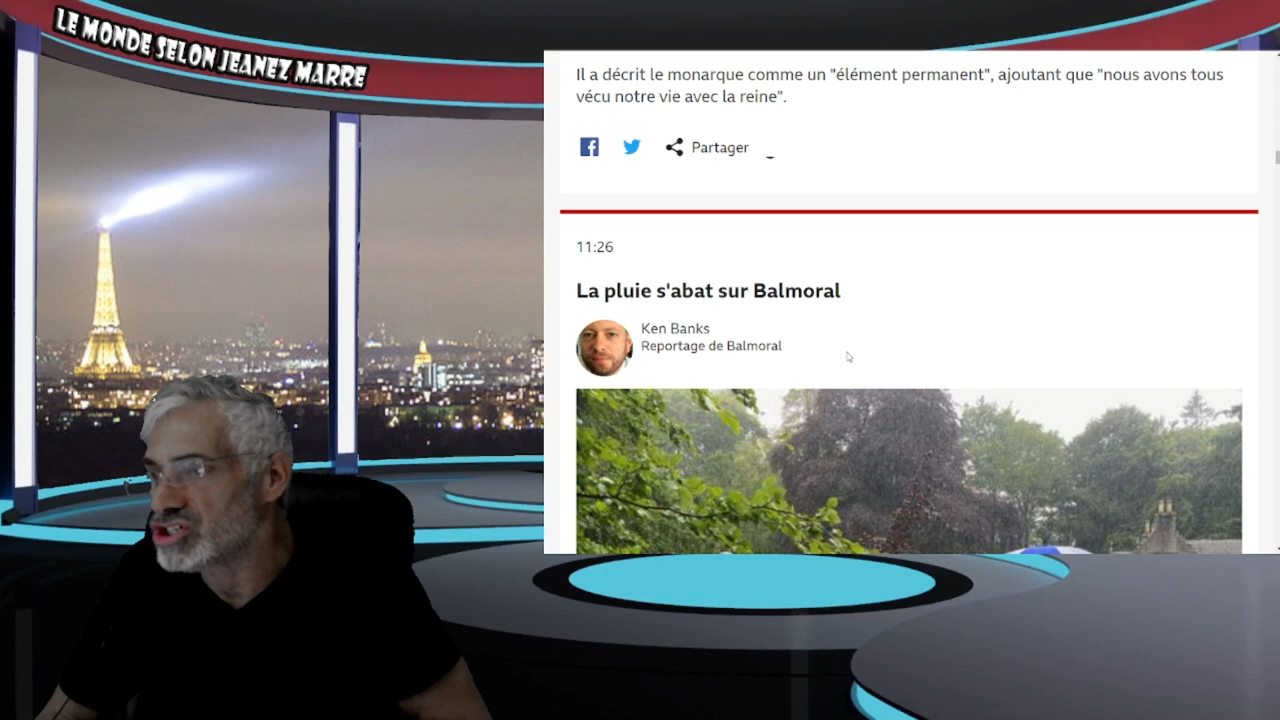 LE MONDE SELON JEANEZ MARRE
Il a décrit le monarque comme un "élément permanent", ajoutant que "nous avons tous
vécu notre vie avec la reine".
Partager
11:26
La pluie s'abat sur Balmoral
Ken Banks
Reportage de Balmoral